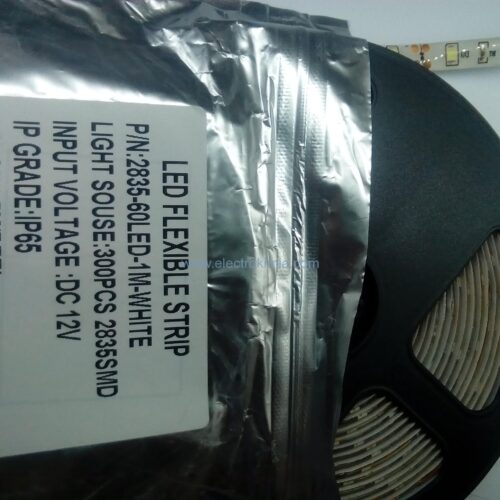 LED FLEXIBLE STRIP
P/N:2835-60LED-1M-WHITE
LIGHT SOUSE:300PCS 2835SMD
INPUT VOLTAGE :DC 12V
IP GRADE:IP65